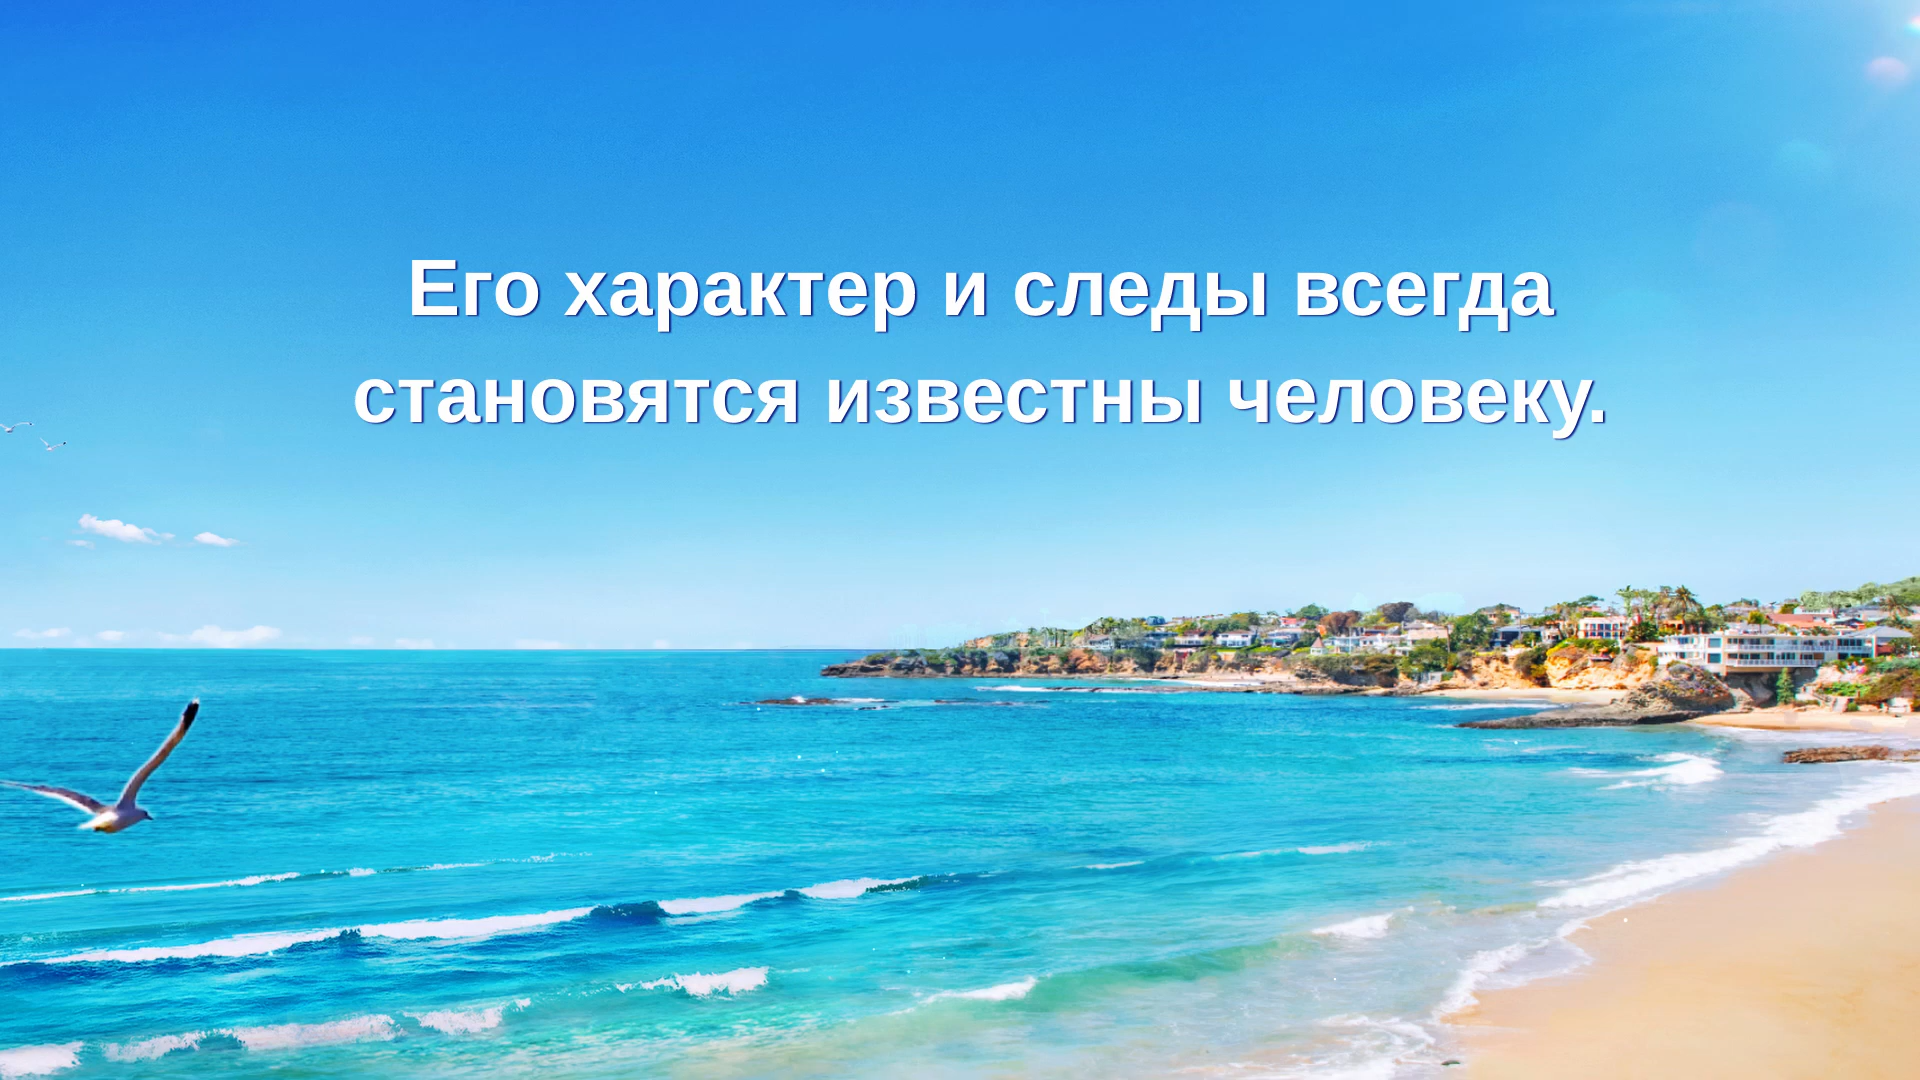 Его характер и следы всегда
становятся известны человеку.